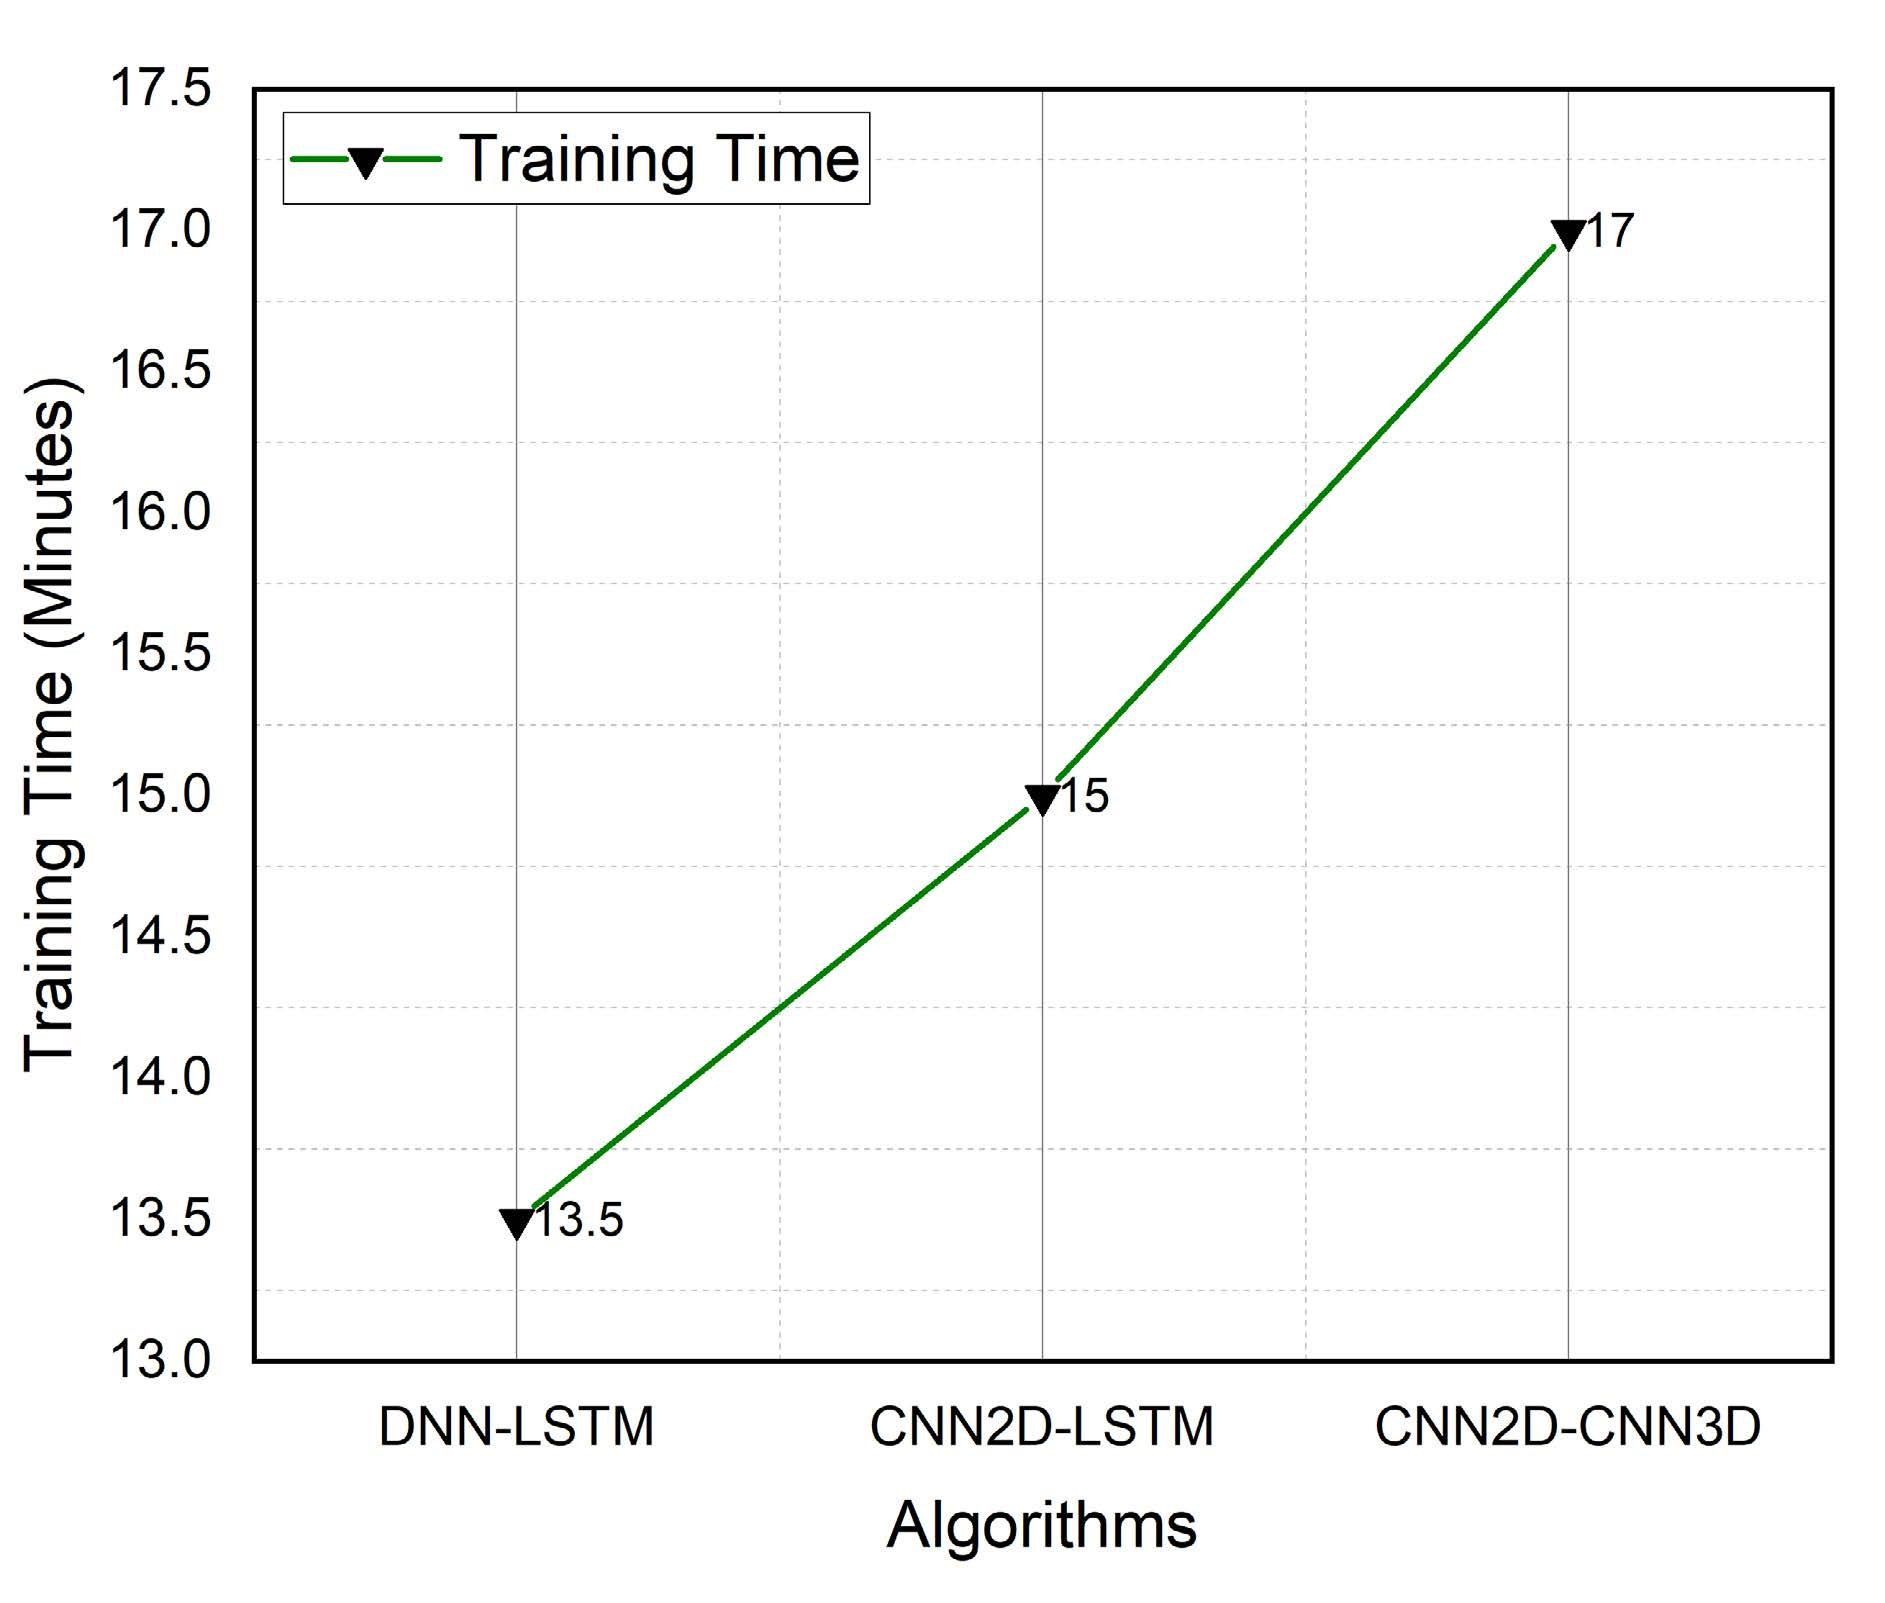 17.5
Training Time
17.0
17
16.5
16.0
15.5
15.0
15
14.5
14.0
13.5
13.5
13.0
Training Time (Minutes)
DNN-LSTM
CNN2D-LSTM
CNN2D-CNN3D
Algorithms